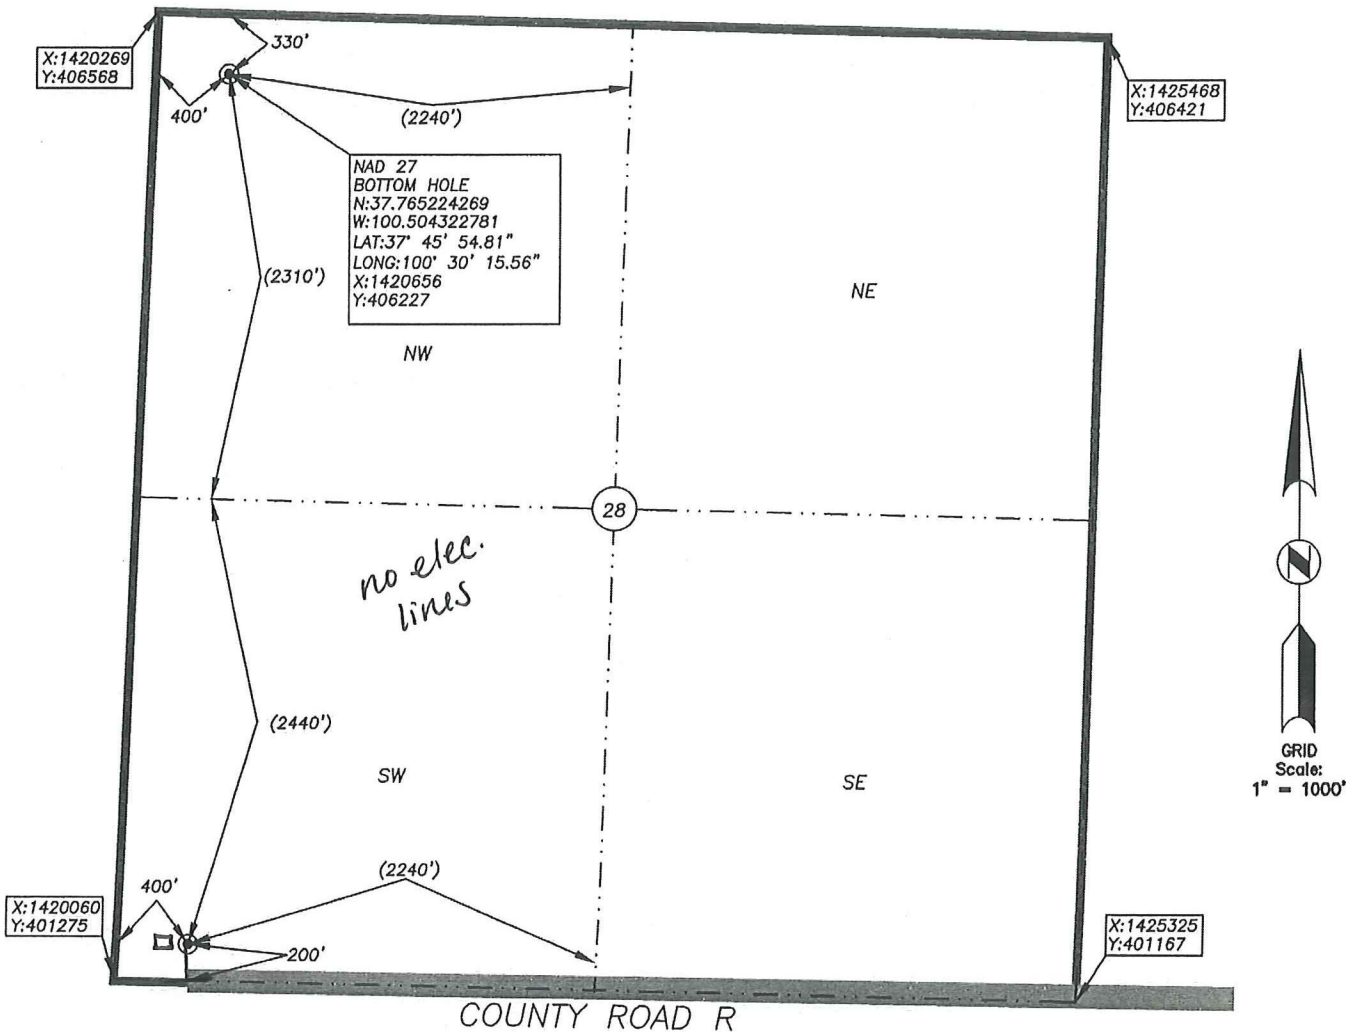 330'
X:1420269
Y:406568
400'
(2240')
X:1425468
Y:406421
NAD 27
BOTTOM HOLE
N:37.765224269
W:100.504322781
LAT:37° 45' 54.81"
LONG:100° 30' 15.56"
X:1420656
Y:406227
(2310')
NE
NW
28
no elec.
lines
N
(2440')
SW
SE
GRID
Scale:
1" = 1000'
(2240')
400'
X:1420060
Y:401275
200'
X:1425325
Y:401167
COUNTY ROAD R